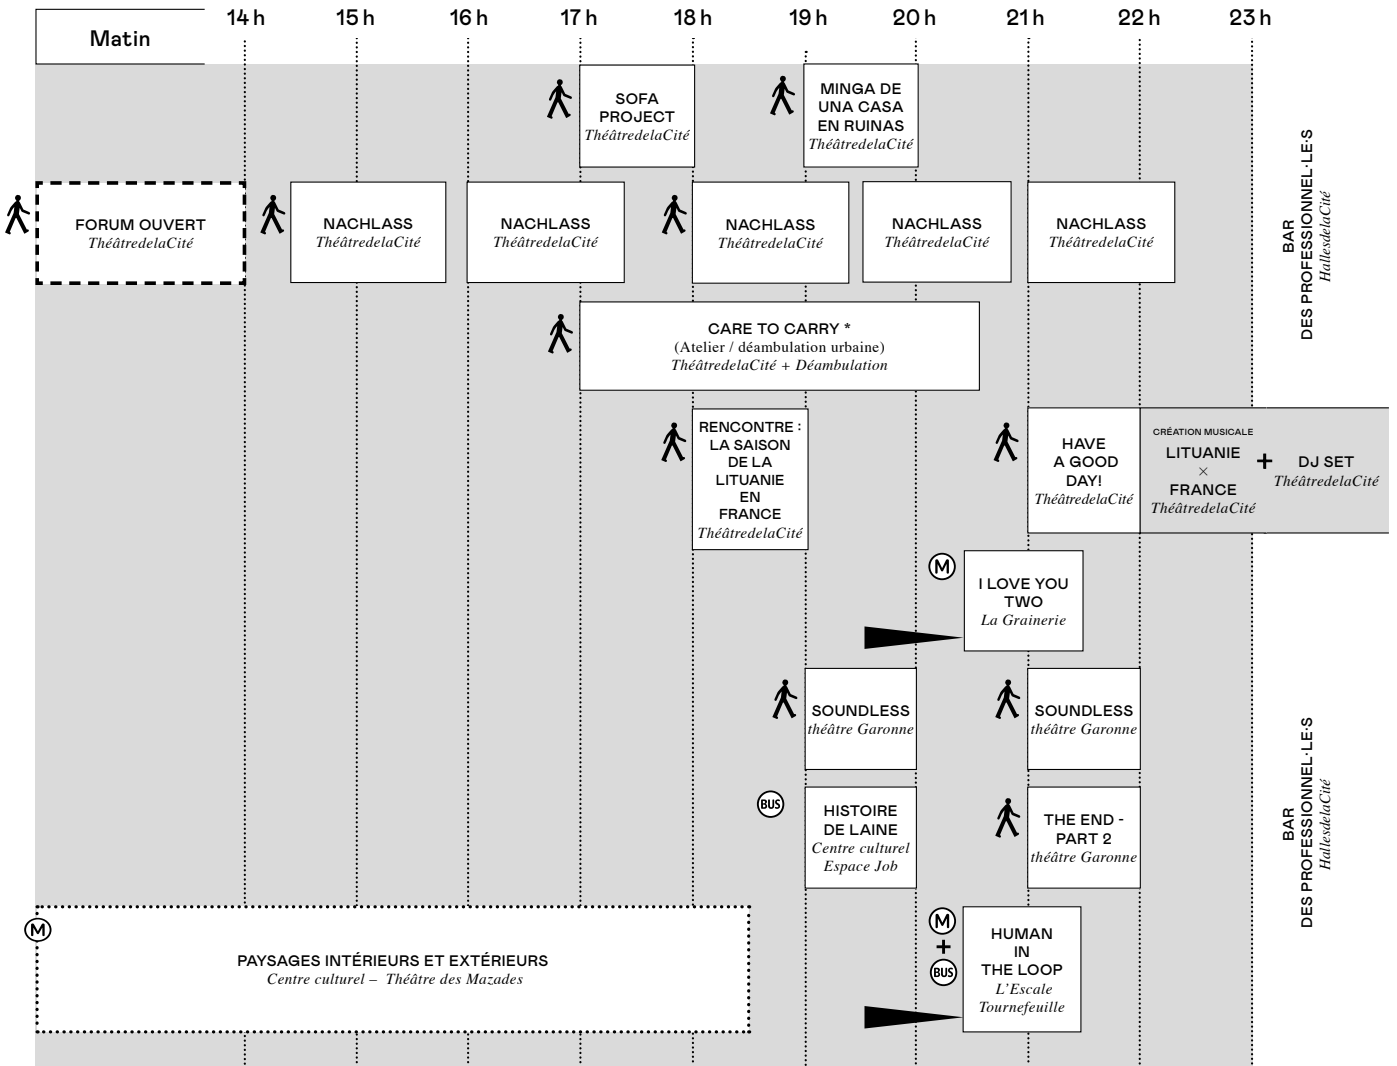 Matin
14 h
15 h
16 h
17 h
18 h
19 h
20 h
21 h
22 h
23 h
SOFA
PROJECT
ThéâtredelaCité
MINGA DE
UNA CASA
EN RUINAS
ThéâtredelaCité
FORUM OUVERT
ThéâtredelaCité
NACHLASS
ThéâtredelaCité
NACHLASS
ThéâtredelaCité
NACHLASS
ThéâtredelaCité
NACHLASS
ThéâtredelaCité
NACHLASS
ThéâtredelaCité
BAR
DES PROFESSIONNEL·LE·S
HallesdelaCité
CARE TO CARRY *
(Atelier / déambulation urbaine)
ThéâtredelaCité + Déambulation
RENCONTRE :
LA SAISON
DE LA
LITUANIE
EN
FRANCE
ThéâtredelaCité
HAVE
A GOOD
DAY!
ThéâtredelaCité
CRÉATION MUSICALE
LITUANIE
×
FRANCE
ThéâtredelaCité
+
DJ SET
ThéâtredelaCité
M
I LOVE YOU
TWO
La Grainerie
SOUNDLESS
théâtre Garonne
SOUNDLESS
théâtre Garonne
BUS
HISTOIRE
DE LAINE
Centre culturel
Espace Job
THE END -
PART 2
théâtre Garonne
BAR
DES PROFESSIONNEL·LE·S
HallesdelaCité
M
PAYSAGES INTÉRIEURS ET EXTÉRIEURS
Centre culturel – Théâtre des Mazades
M
+
BUS
HUMAN
IN
THE LOOP
L'Escale
Tournefeuille